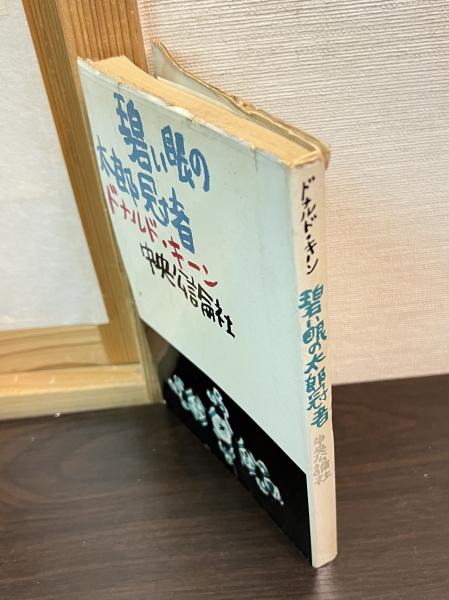 碧い眼の
太郎冠者
ドナルド・キーン
中央公論社
ドナルド・キーン
碧い眼の太郎冠者
中央公論社